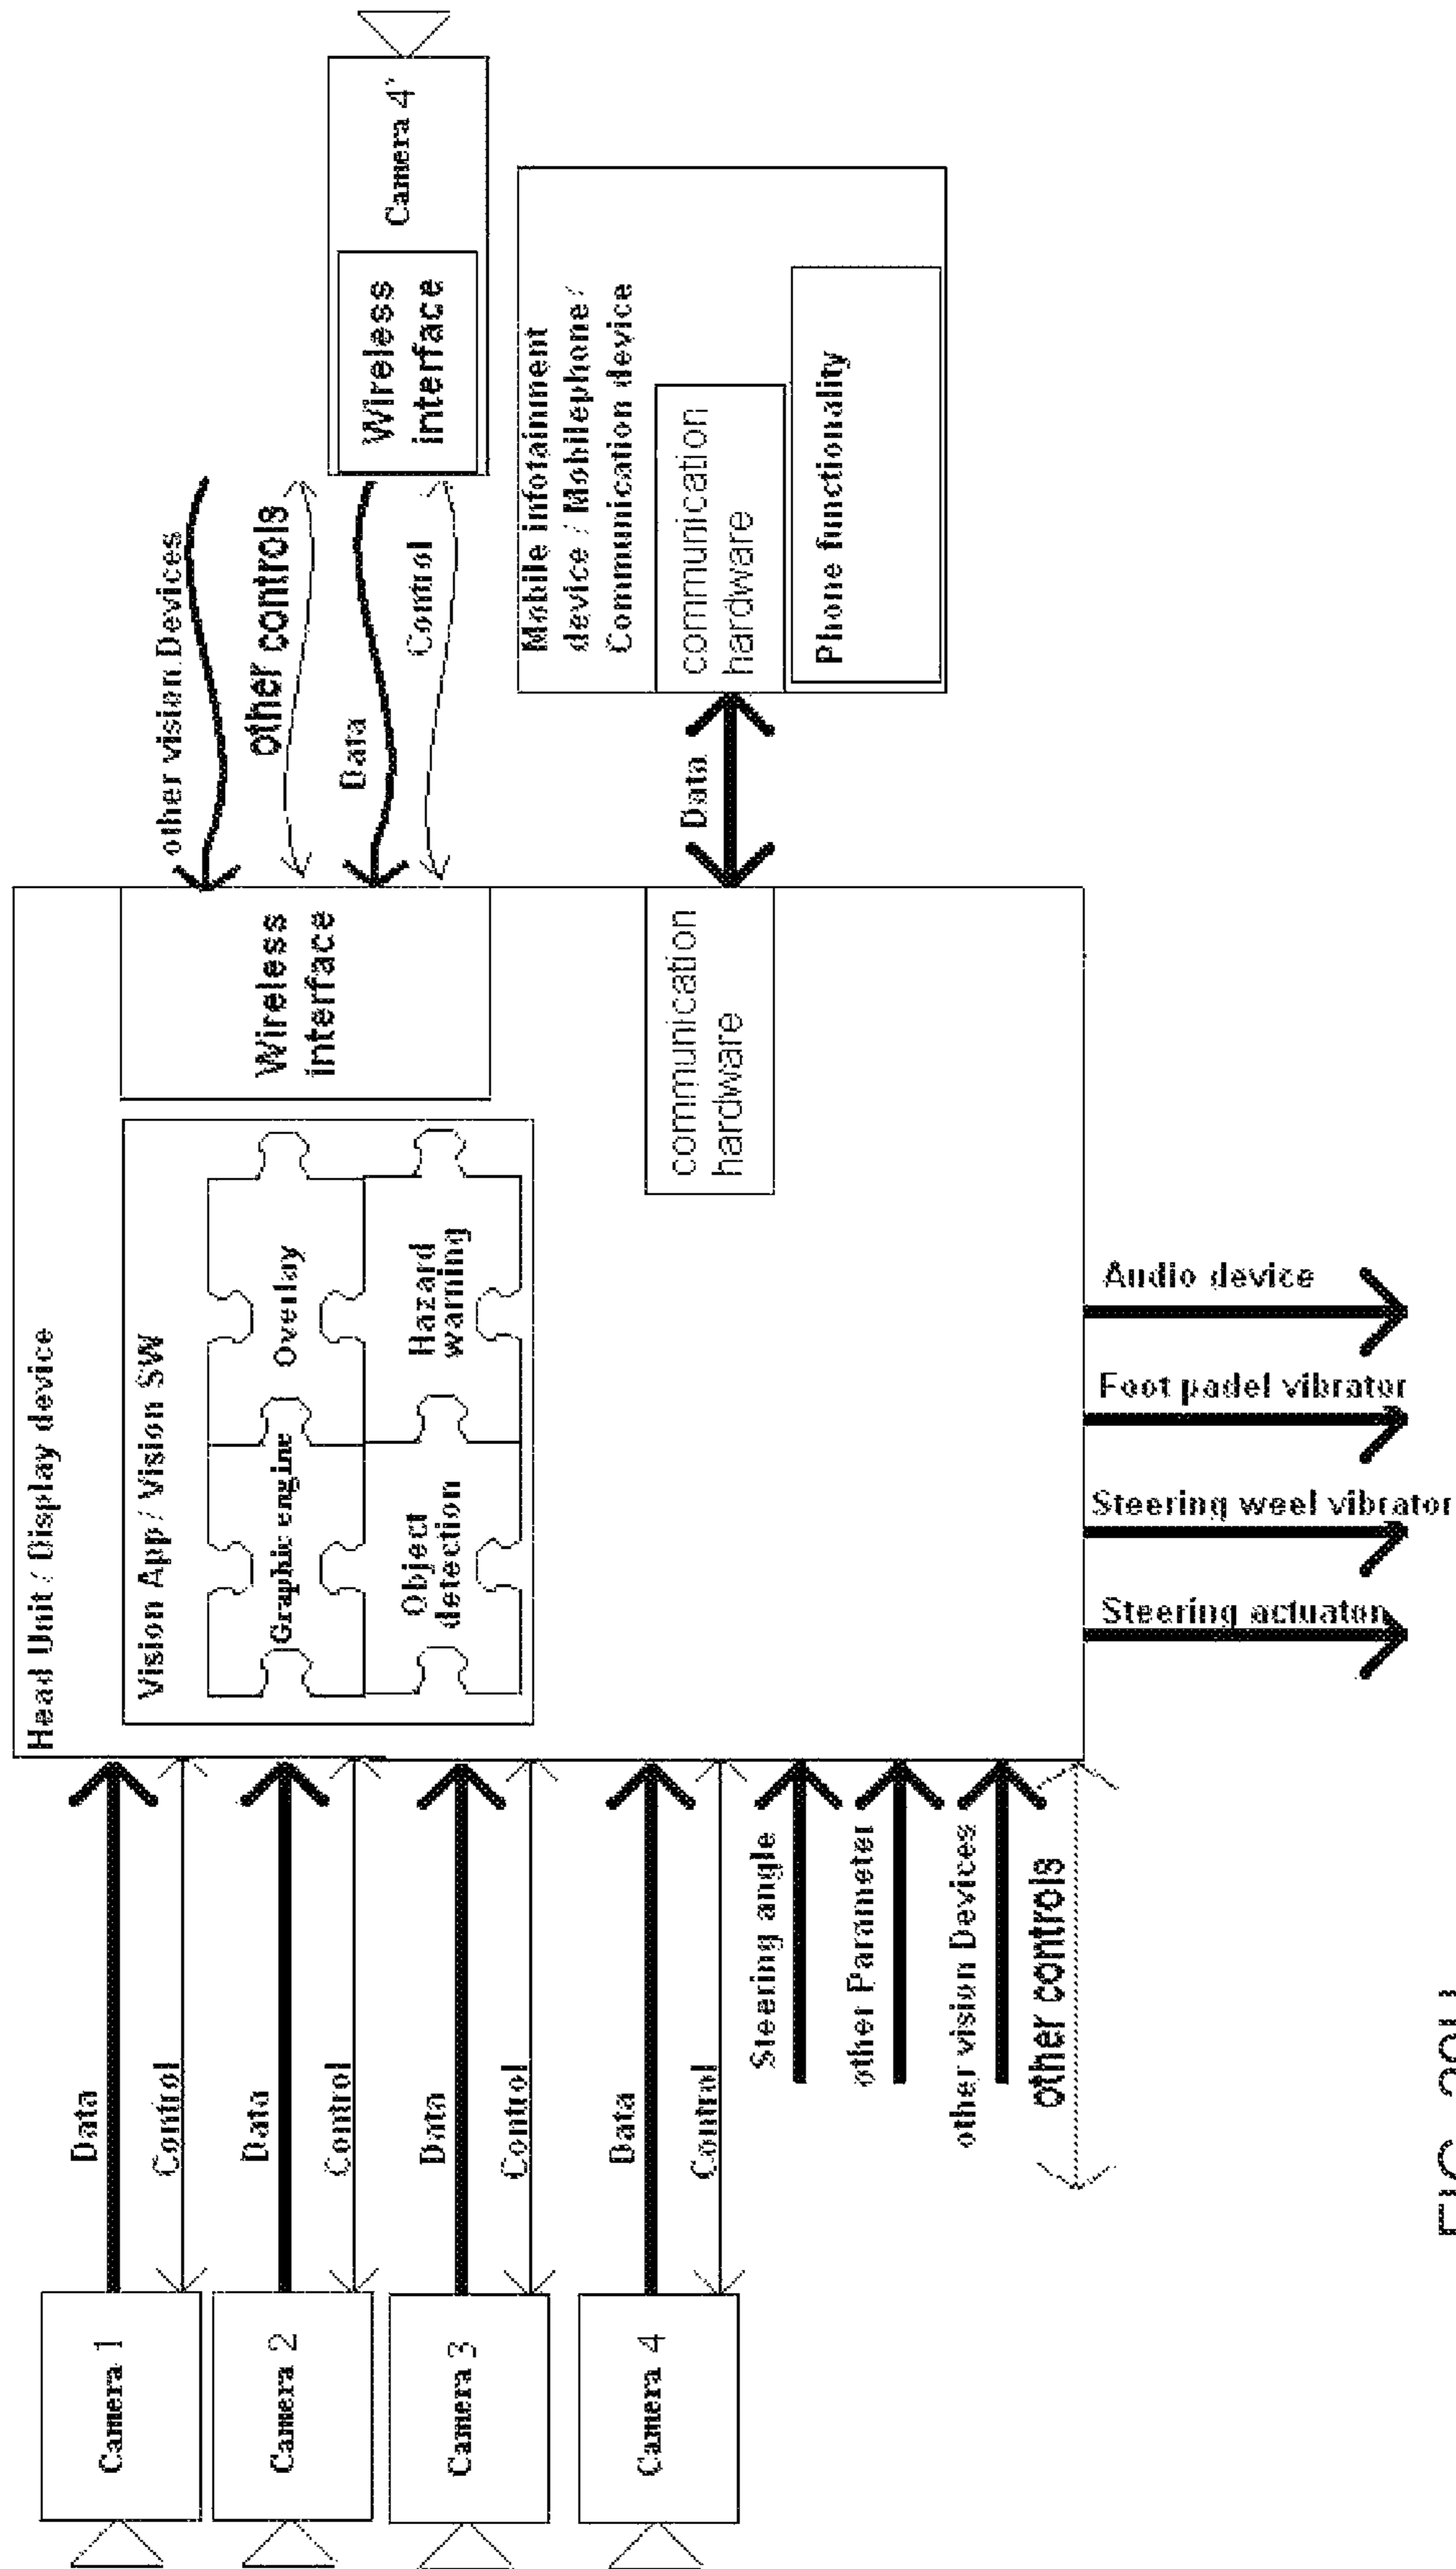 Head Unit / Display device
Vision App / Vision SW
Graphic engine
Overlay
Object
detection
Hazard
warning
Wireless
interface
communication
hardware
Camera 1
Data
Control
Camera 2
Data
Control
Camera 3
Data
Control
Camera 4
Data
Control
Steering angle
other Parameter
other vision Devices
other controls
other vision Devices
other controls
Data
Control
Wireless
interface
Camera 4'
Mobile infotainment
device / Mobilephone /
Communication device
communication
hardware
Phone functionality
Data
Audio device
Foot padel vibrator
Steering weel vibrator
Steering actuator
FIG.